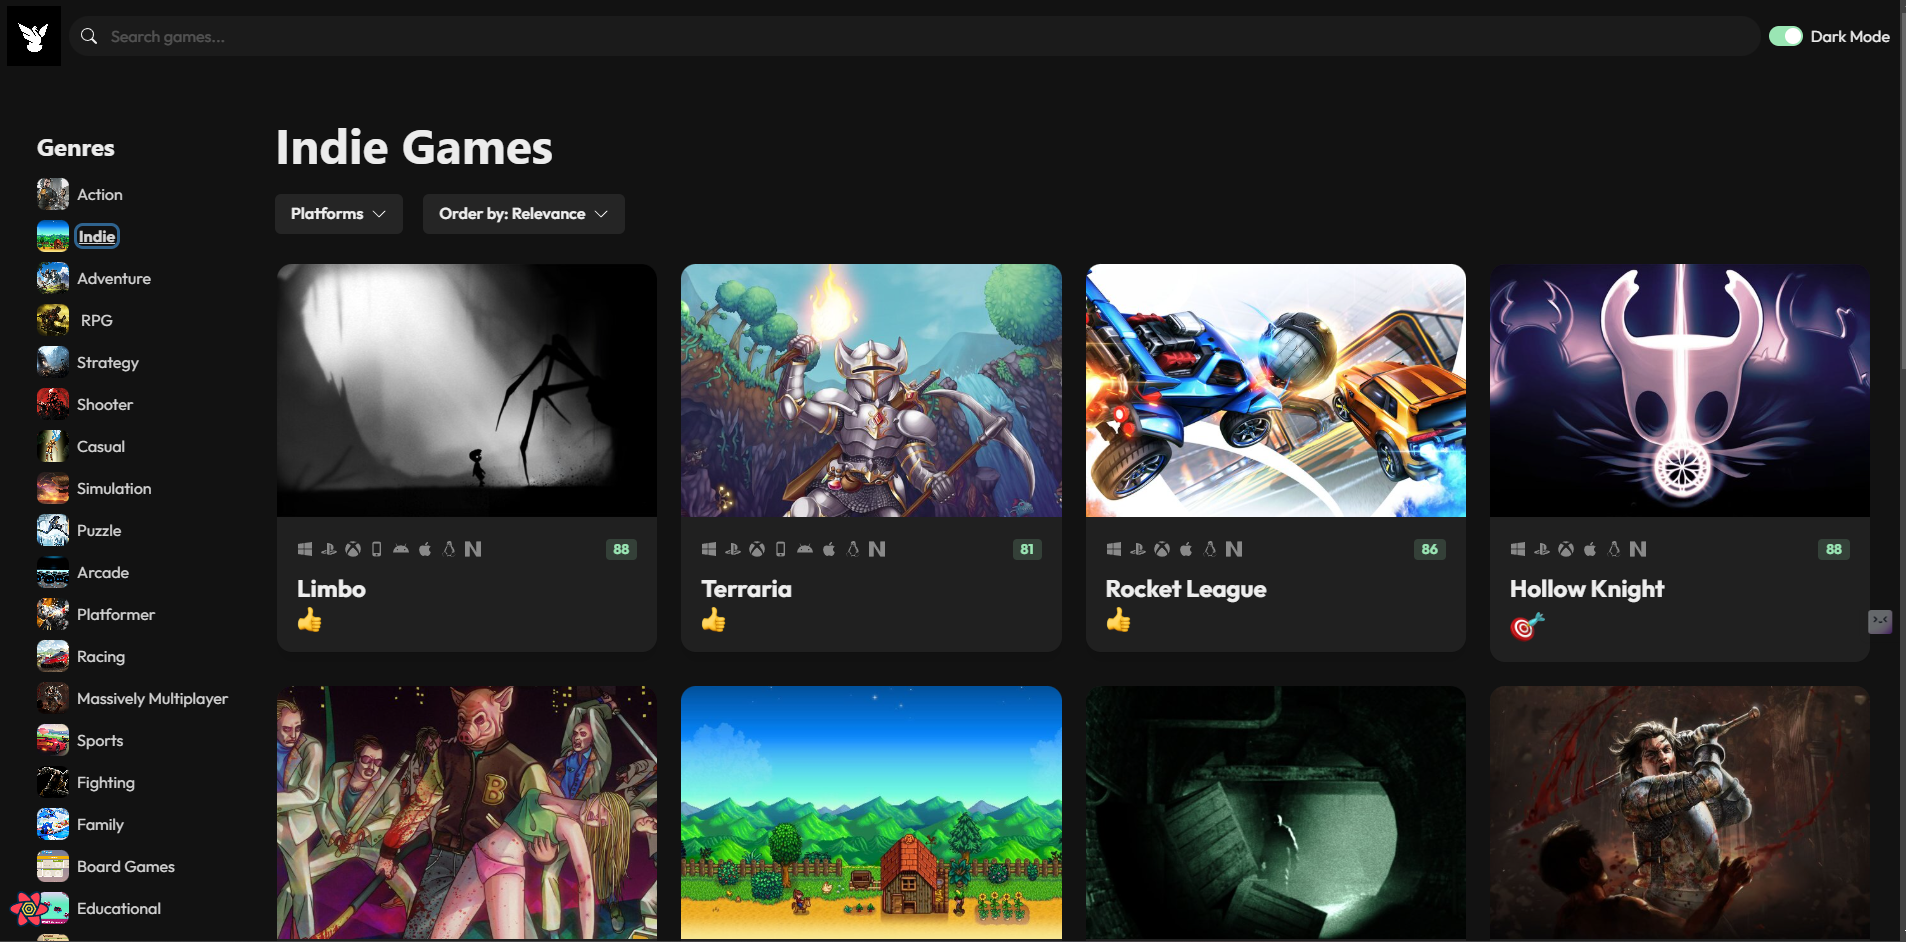 Search games...
Dark Mode
Genres
Action
Indie
Adventure
RPG
Strategy
Shooter
Casual
Simulation
Puzzle
Arcade
Platformer
Racing
Massively Multiplayer
Sports
Fighting
Family
Board Games
Educational
Indie Games
Platforms
Order by: Relevance
88
Limbo
81
Terraria
86
Rocket League
88
Hollow Knight
B